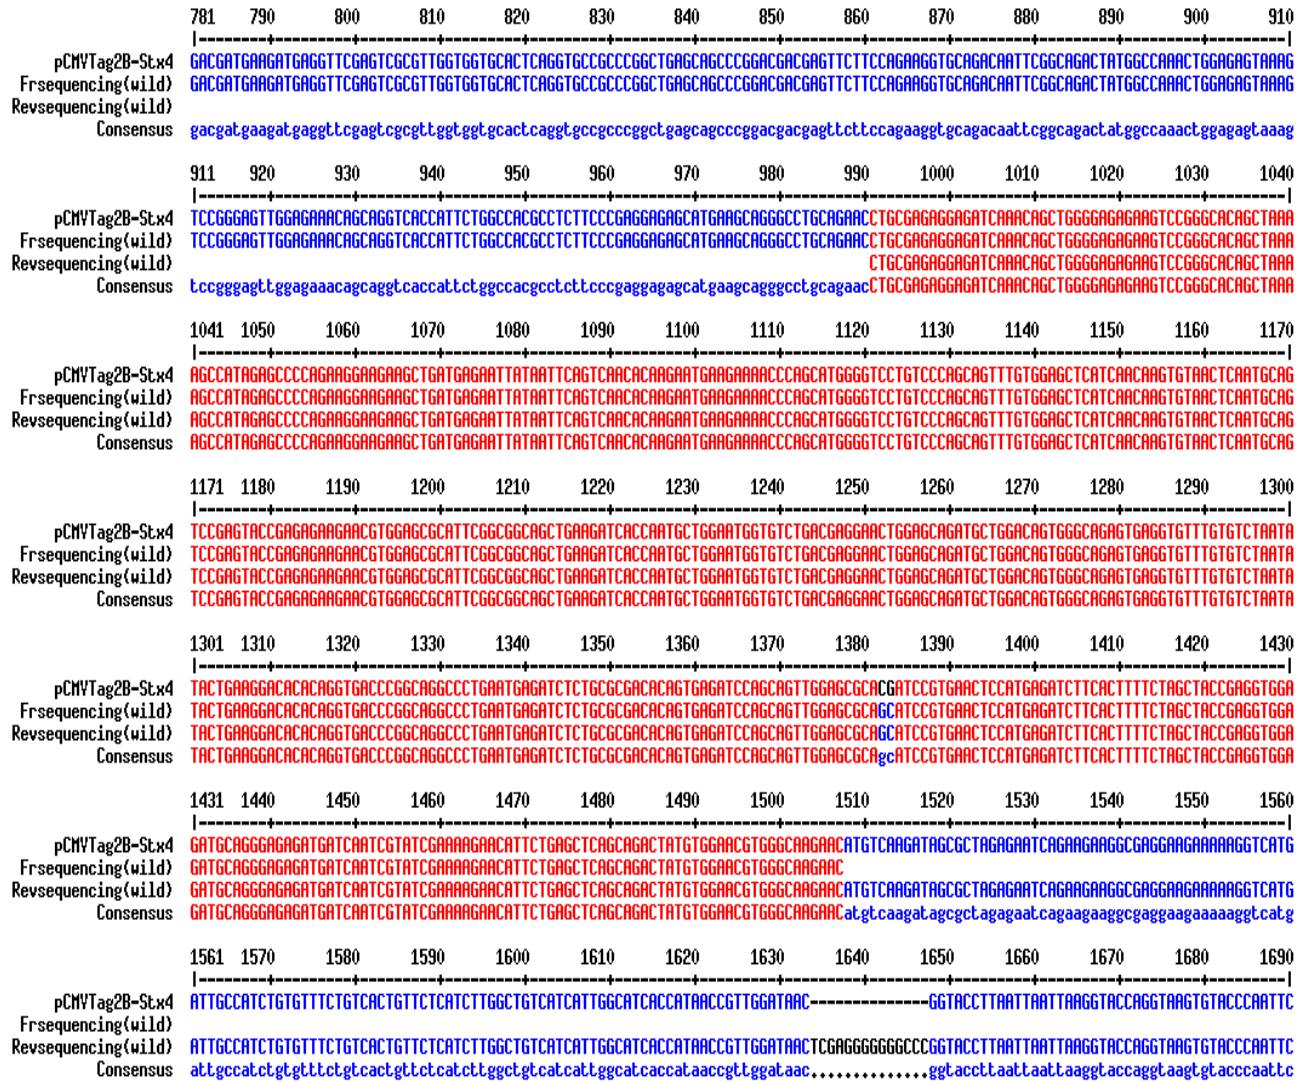 781 790 800 810 820 830 840 850 860 870 880 890 900 910
|--------+---------+---------+---------+---------+---------+---------+---------+---------+---------+---------+---------+---------|
pCMVTag2B-Stx4 GACGATGAAGATGAGGTTCGAGTCGCGTTGGTGGTGCACTCAGGTGCCGCCCGGCTGAGCAGCCCGGACGACGAGTTCTTCCAGAAGGTGCAGACAATTCGGCAGACTATGGCCAAACTGGAGAGTAAAG
Frsequencing(wild) GACGATGAAGATGAGGTTCGAGTCGCGTTGGTGGTGCACTCAGGTGCCGCCCGGCTGAGCAGCCCGGACGACGAGTTCTTCCAGAAGGTGCAGACAATTCGGCAGACTATGGCCAAACTGGAGAGTAAAG
Revsequencing(wild)
Consensus gacgatgaagatgaggttcgagtcgcgttggtggtgcactcaggtgccgcccggctgagcagcccggacgacgagttcttccagaaggtgcagacaattcggcagactatggccaaactggagagtaaag
911 920 930 940 950 960 970 980 990 1000 1010 1020 1030 1040
|--------+---------+---------+---------+---------+---------+---------+---------+---------+---------+---------+---------+---------|
pCMVTag2B-Stx4 TCCGGGAGTTGGAGAAACAGCAGGTCACCATTCTGGCCACGCCTCTTCCCGAGGAGAGCATGAAGCAGGGCCTGCAGAACCTGCGAGAGGAGATCAAACAGCTGGGGAGAGAAGTCCGGGCACAGCTAAA
Frsequencing(wild) TCCGGGAGTTGGAGAAACAGCAGGTCACCATTCTGGCCACGCCTCTTCCCGAGGAGAGCATGAAGCAGGGCCTGCAGAACCTGCGAGAGGAGATCAAACAGCTGGGGAGAGAAGTCCGGGCACAGCTAAA
Revsequencing(wild) CTGCGAGAGGAGATCAAACAGCTGGGGAGAGAAGTCCGGGCACAGCTAAA
Consensus tccgggagttggagaaacagcaggtcaccattctggccacgcctcttcccgaggagagcatgaagcagggcctgcagaacCTGCGAGAGGAGATCAAACAGCTGGGGAGAGAAGTCCGGGCACAGCTAAA
1041 1050 1060 1070 1080 1090 1100 1110 1120 1130 1140 1150 1160 1170
|--------+---------+---------+---------+---------+---------+---------+---------+---------+---------+---------+---------+---------|
pCMVTag2B-Stx4 AGCCATAGAGCCCCAGAAGGAAGAAGCTGATGAGAATTATAATTCAGTCAACACAAGAATGAAGAAAACCCAGCATGGGGTCCTGTCCCAGCAGTTTGTGGAGCTCATCAACAAGTGTAACTCAATGCAG
Frsequencing(wild) AGCCATAGAGCCCCAGAAGGAAGAAGCTGATGAGAATTATAATTCAGTCAACACAAGAATGAAGAAAACCCAGCATGGGGTCCTGTCCCAGCAGTTTGTGGAGCTCATCAACAAGTGTAACTCAATGCAG
Revsequencing(wild) AGCCATAGAGCCCCAGAAGGAAGAAGCTGATGAGAATTATAATTCAGTCAACACAAGAATGAAGAAAACCCAGCATGGGGTCCTGTCCCAGCAGTTTGTGGAGCTCATCAACAAGTGTAACTCAATGCAG
Consensus AGCCATAGAGCCCCAGAAGGAAGAAGCTGATGAGAATTATAATTCAGTCAACACAAGAATGAAGAAAACCCAGCATGGGGTCCTGTCCCAGCAGTTTGTGGAGCTCATCAACAAGTGTAACTCAATGCAG
1171 1180 1190 1200 1210 1220 1230 1240 1250 1260 1270 1280 1290 1300
|--------+---------+---------+---------+---------+---------+---------+---------+---------+---------+---------+---------+---------|
pCMVTag2B-Stx4 TCCGAGTACCGAGAGAAGAACGTGGAGCGCATTCGGCGGCAGCTGAAGATCACCAATGCTGGAATGGTGTCTGACGAGGAACTGGAGCAGATGCTGGACAGTGGGCAGAGTGAGGTGTTTGTGTCTAATA
Frsequencing(wild) TCCGAGTACCGAGAGAAGAACGTGGAGCGCATTCGGCGGCAGCTGAAGATCACCAATGCTGGAATGGTGTCTGACGAGGAACTGGAGCAGATGCTGGACAGTGGGCAGAGTGAGGTGTTTGTGTCTAATA
Revsequencing(wild) TCCGAGTACCGAGAGAAGAACGTGGAGCGCATTCGGCGGCAGCTGAAGATCACCAATGCTGGAATGGTGTCTGACGAGGAACTGGAGCAGATGCTGGACAGTGGGCAGAGTGAGGTGTTTGTGTCTAATA
Consensus TCCGAGTACCGAGAGAAGAACGTGGAGCGCATTCGGCGGCAGCTGAAGATCACCAATGCTGGAATGGTGTCTGACGAGGAACTGGAGCAGATGCTGGACAGTGGGCAGAGTGAGGTGTTTGTGTCTAATA
1301 1310 1320 1330 1340 1350 1360 1370 1380 1390 1400 1410 1420 1430
|--------+---------+---------+---------+---------+---------+---------+---------+---------+---------+---------+---------+---------|
pCMVTag2B-Stx4 TACTGAAGGACACACAGGTGACCCGGCAGGCCCTGAATGAGATCTCTGCGCGACACAGTGAGATCCAGCAGTTGGAGCGCACGATCCGTGAACTCCATGAGATCTTCACTTTTCTAGCTACCGAGGTGGA
Frsequencing(wild) TACTGAAGGACACACAGGTGACCCGGCAGGCCCTGAATGAGATCTCTGCGCGACACAGTGAGATCCAGCAGTTGGAGCGCAGCATCCGTGAACTCCATGAGATCTTCACTTTTCTAGCTACCGAGGTGGA
Revsequencing(wild) TACTGAAGGACACACAGGTGACCCGGCAGGCCCTGAATGAGATCTCTGCGCGACACAGTGAGATCCAGCAGTTGGAGCGCAGCATCCGTGAACTCCATGAGATCTTCACTTTTCTAGCTACCGAGGTGGA
Consensus TACTGAAGGACACACAGGTGACCCGGCAGGCCCTGAATGAGATCTCTGCGCGACACAGTGAGATCCAGCAGTTGGAGCGCAgcATCCGTGAACTCCATGAGATCTTCACTTTTCTAGCTACCGAGGTGGA
1431 1440 1450 1460 1470 1480 1490 1500 1510 1520 1530 1540 1550 1560
|--------+---------+---------+---------+---------+---------+---------+---------+---------+---------+---------+---------+---------|
pCMVTag2B-Stx4 GATGCAGGGAGAGATGATCAATCGTATCGAAAAGAACATTCTGAGCTCAGCAGACTATGTGGAACGTGGGCAAGAACATGTCAAGATAGCGCTAGAGAATCAGAAGAAGGCGAGGAAGAAAAAGGTCATG
Frsequencing(wild) GATGCAGGGAGAGATGATCAATCGTATCGAAAAGAACATTCTGAGCTCAGCAGACTATGTGGAACGTGGGCAAGAAC
Revsequencing(wild) GATGCAGGGAGAGATGATCAATCGTATCGAAAAGAACATTCTGAGCTCAGCAGACTATGTGGAACGTGGGCAAGAACATGTCAAGATAGCGCTAGAGAATCAGAAGAAGGCGAGGAAGAAAAAGGTCATG
Consensus GATGCAGGGAGAGATGATCAATCGTATCGAAAAGAACATTCTGAGCTCAGCAGACTATGTGGAACGTGGGCAAGAACatgtcaagatagcgctagagaatcagaagaaggcgaggaagaaaaaggtcatg
1561 1570 1580 1590 1600 1610 1620 1630 1640 1650 1660 1670 1680 1690
|--------+---------+---------+---------+---------+---------+---------+---------+---------+---------+---------+---------+---------|
pCMVTag2B-Stx4 ATTGCCATCTGTGTTTCTGTCACTGTTCTCATCTTGGCTGTCATCATTGGCATCACCATAACCGTTGGATAAC--------------GGTACCTTAATTAATTAAGGTACCAGGTAAGTGTACCCAATTC
Frsequencing(wild)
Revsequencing(wild) ATTGCCATCTGTGTTTCTGTCACTGTTCTCATCTTGGCTGTCATCATTGGCATCACCATAACCGTTGGATAACTCGAGGGGGGGCCCGGTACCTTAATTAATTAAGGTACCAGGTAAGTGTACCCAATTC
Consensus attgccatctgtgtttctgtcactgttctcatcttggctgtcatcattggcatcaccataaccgttggataac..............ggtaccttaattaattaaggtaccaggtaagtgtacccaattc